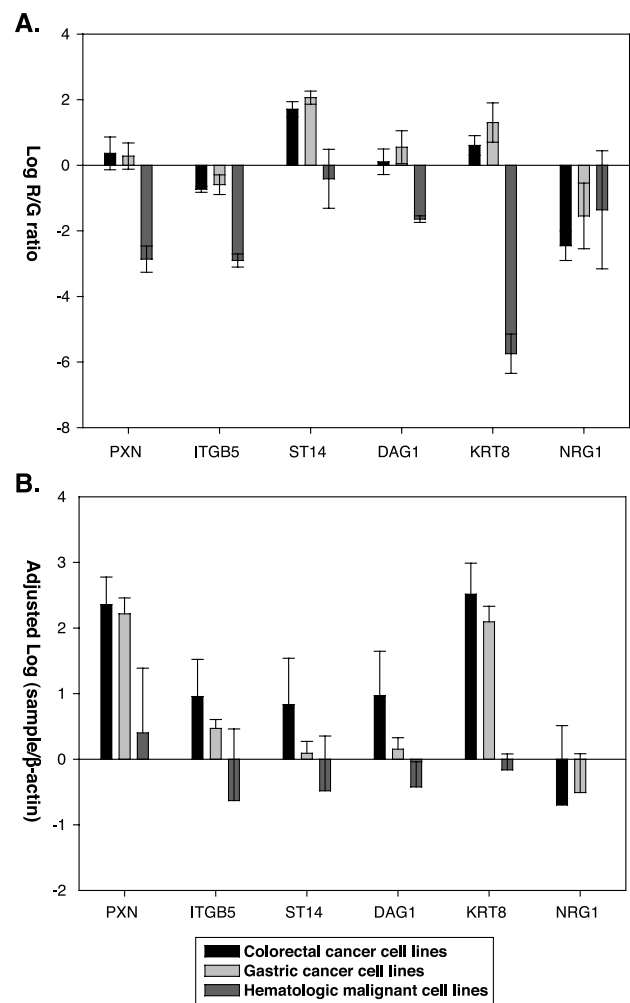 A.
Log R/G ratio
4
2
0
-2
-4
-6
-8
PXN ITGB5 ST14 DAG1 KRT8 NRG1
B.
Adjusted Log (sample/β-actin)
4
3
2
1
0
-1
-2
PXN ITGB5 ST14 DAG1 KRT8 NRG1
Colorectal cancer cell lines
Gastric cancer cell lines
Hematologic malignant cell lines